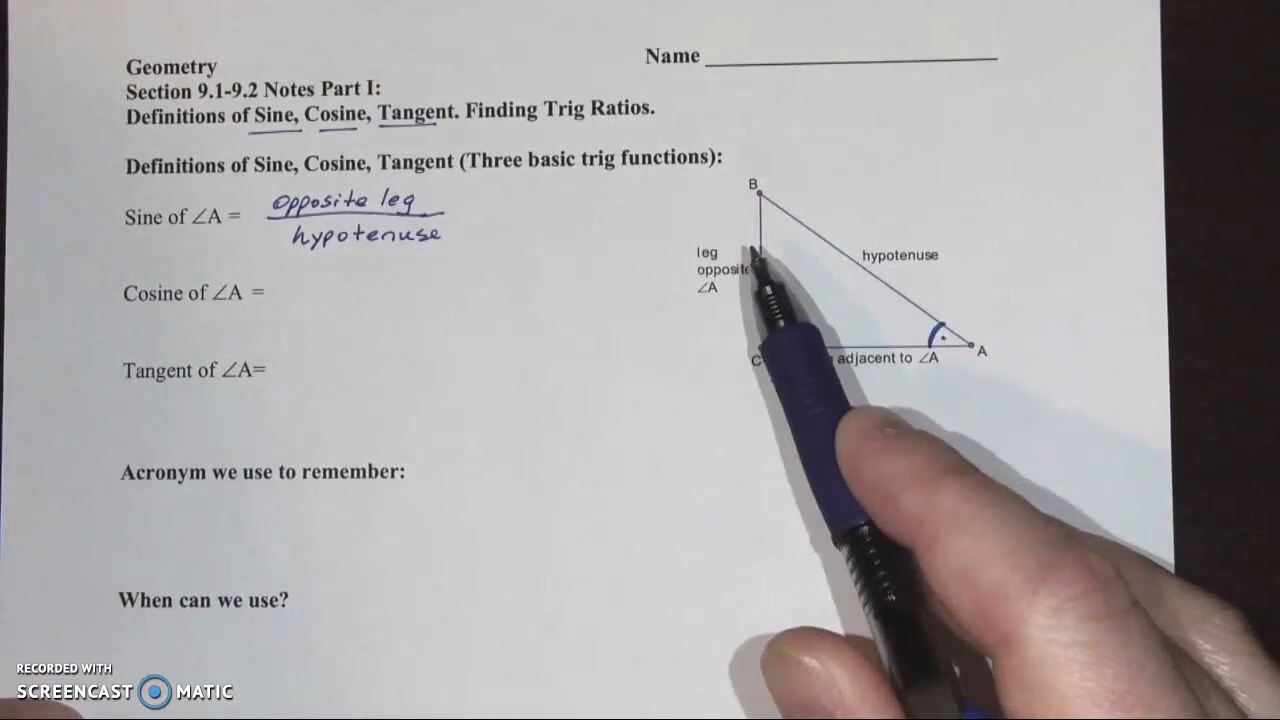 Geometry
Name
Section 9.1-9.2 Notes Part I:
Definitions of Sine, Cosine, Tangent. Finding Trig Ratios.
Definitions of Sine, Cosine, Tangent (Three basic trig functions):
Sine of ∠A = opposite leg
hypotenuse
B
leg
opposite
∠A
hypotenuse
Cosine of ∠A =
C
adjacent to ∠A
A
Tangent of ∠A=
Acronym we use to remember:
When can we use?
RECORDED WITH
SCREENCAST MATIC